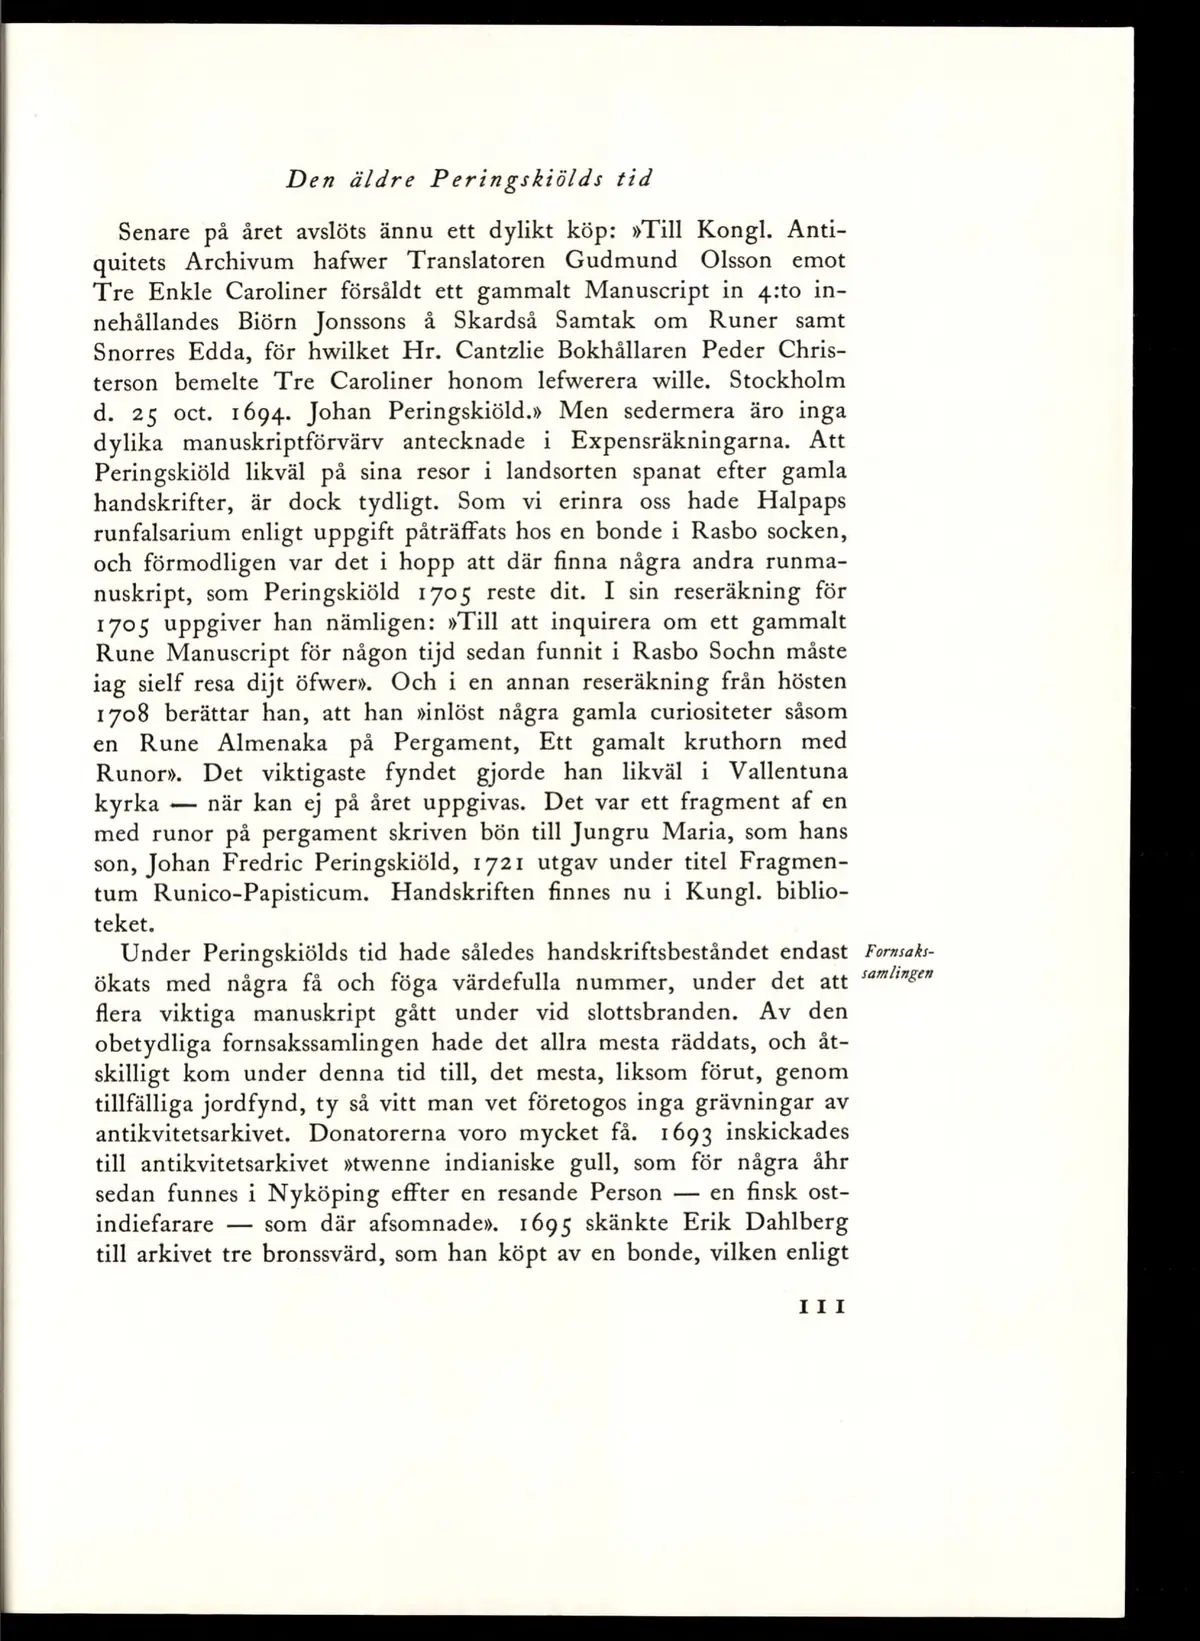 Den äldre Peringskiölds tid
Senare på året avslöts ännu ett dylikt köp: »Till Kongl. Anti-
quitets Archivum hafwer Translatoren Gudmund Olsson emot
Tre Enkle Caroliner försåldt ett gammalt Manuscript in 4:to in-
nehållandes Biörn Jonssons å Skardså Samtak om Runer samt
Snorres Edda, för hwilket Hr. Cantzlie Bokhållaren Peder Chris-
terson bemelte Tre Caroliner honom lefwerera wille. Stockholm
d. 25 oct. 1694. Johan Peringskiöld.» Men sedermera äro inga
dylika manuskriptförvärv antecknade i Expensräkningarna. Att
Peringskiöld likväl på sina resor i landsorten spanat efter gamla
handskrifter, är dock tydligt. Som vi erinra oss hade Halpaps
runfalsarium enligt uppgift påträffats hos en bonde i Rasbo socken,
och förmodligen var det i hopp att där finna några andra runma-
nuskript, som Peringskiöld 1705 reste dit. I sin reseräkning för
1705 uppgiver han nämligen: »Till att inquirera om ett gammalt
Rune Manuscript för någon tijd sedan funnit i Rasbo Sochn måste
iag sielf resa dijt öfwer». Och i en annan reseräkning från hösten
1708 berättar han, att han »inlöst några gamla curiositeter såsom
en Rune Almenaka på Pergament, Ett gamalt kruthorn med
Runor». Det viktigaste fyndet gjorde han likväl i Vallentuna
kyrka — när kan ej på året uppgivas. Det var ett fragment af en
med runor på pergament skriven bön till Jungru Maria, som hans
son, Johan Fredric Peringskiöld, 1721 utgav under titel Fragmen-
tum Runico-Papisticum. Handskriften finnes nu i Kungl. biblio-
teket.
Under Peringskiölds tid hade således handskriftsbeståndet endast
ökats med några få och föga värdefulla nummer, under det att
flera viktiga manuskript gått under vid slottsbranden. Av den
obetydliga fornsakssamlingen hade det allra mesta räddats, och åt-
skilligt kom under denna tid till, det mesta, liksom förut, genom
tillfälliga jordfynd, ty så vitt man vet företogos inga grävningar av
antikvitetsarkivet. Donatorerna voro mycket få. 1693 inskickades
till antikvitetsarkivet »twenne indianiske gull, som för några åhr
sedan funnes i Nyköping effter en resande Person — en finsk ost-
indiefarare — som där afsomnade». 1695 skänkte Erik Dahlberg
till arkivet tre bronssvärd, som han köpt av en bonde, vilken enligt
Fornsaks-
samlingen
111